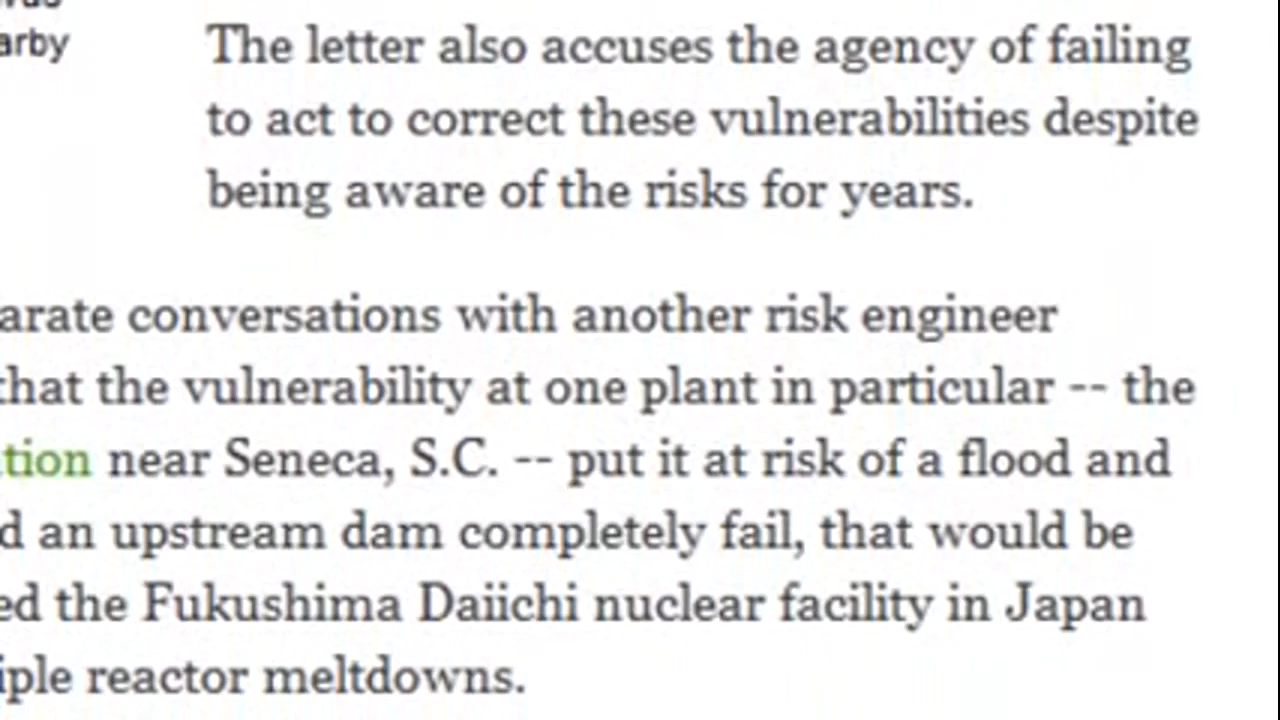 arby
The letter also accuses the agency of failing
to act to correct these vulnerabilities despite
being aware of the risks for years.
arate conversations with another risk engineer
that the vulnerability at one plant in particular -- the
tion near Seneca, S.C. -- put it at risk of a flood and
d an upstream dam completely fail, that would be
ed the Fukushima Daiichi nuclear facility in Japan
iple reactor meltdowns.